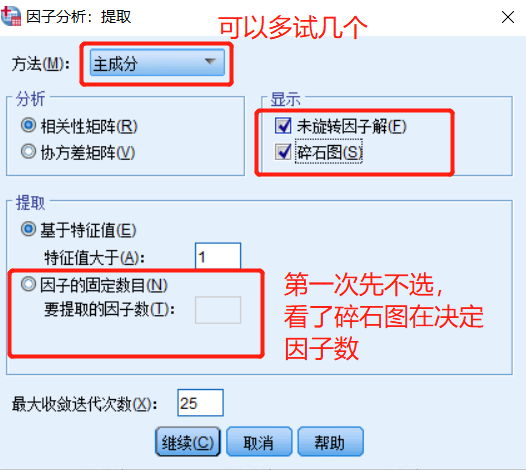 因子分析：提取
可以多试几个
方法(M)：
主成分
分析
相关性矩阵(R)
协方差矩阵(V)
显示
未旋转因子解(F)
碎石图(S)
提取
基于特征值(E)
特征值大于(A)：
1
因子的固定数目(N)
要提取的因子数(T)：
第一次先不选，
看了碎石图在决定
因子数
最大收敛迭代次数(X)：
25
继续(C)
取消
帮助